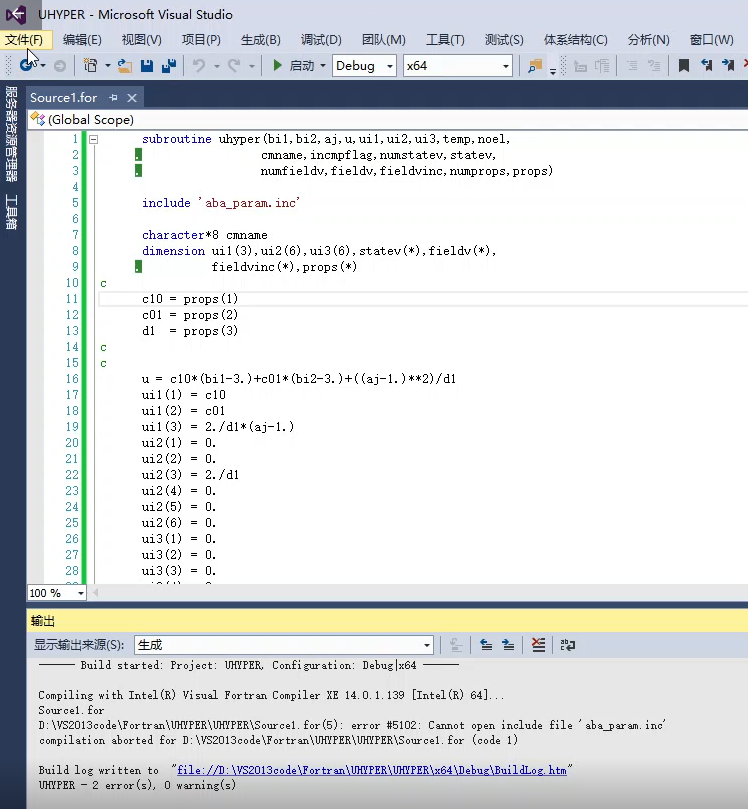 UHYPER - Microsoft Visual Studio
文件(F) 编辑(E) 视图(V) 项目(P) 生成(B) 调试(D) 团队(M) 工具(T) 测试(S) 体系结构(C) 分析(N) 窗口(W)
启动 Debug x64
服务器资源管理器
工具箱
Source1.for
(Global Scope)
1 subroutine uhyper(bi1,bi2,aj,u,ui1,ui2,ui3,temp,noel,
2 . cmname,incmpflag,numstatev,statev,
3 . numfieldv,fieldv,fieldvinc,numprops,props)
4
5 include 'aba_param.inc'
6
7 character*8 cmname
8 dimension ui1(3),ui2(6),ui3(6),statev(*),fieldv(*),
9 . fieldvinc(*),props(*)
10 c
11 c10 = props(1)
12 c01 = props(2)
13 d1 = props(3)
14 c
15 c
16 u = c10*(bi1-3.)+c01*(bi2-3.)+((aj-1.)**2)/d1
17 ui1(1) = c10
18 ui1(2) = c01
19 ui1(3) = 2./d1*(aj-1.)
20 ui2(1) = 0.
21 ui2(2) = 0.
22 ui2(3) = 2./d1
23 ui2(4) = 0.
24 ui2(5) = 0.
25 ui2(6) = 0.
26 ui3(1) = 0.
27 ui3(2) = 0.
28 ui3(3) = 0.
100 %
输出
显示输出来源(S): 生成
------ Build started: Project: UHYPER, Configuration: Debug|x64 ------
Compiling with Intel(R) Visual Fortran Compiler XE 14.0.1.139 [Intel(R) 64]...
Source1.for
D:\VS2013code\Fortran\UHYPER\UHYPER\Source1.for(5): error #5102: Cannot open include file 'aba_param.inc'
compilation aborted for D:\VS2013code\Fortran\UHYPER\UHYPER\Source1.for (code 1)
Build log written to "file://D:\VS2013code\Fortran\UHYPER\UHYPER\x64\Debug\BuildLog.htm"
UHYPER - 2 error(s), 0 warning(s)